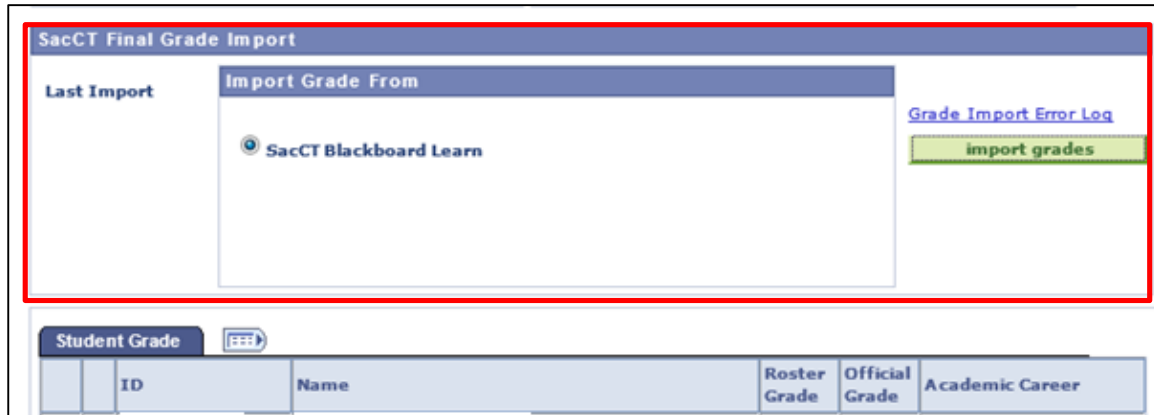 SacCT Final Grade Import
Last Import
Import Grade From
SacCT Blackboard Learn
Grade Import Error Log
import grades
Student Grade
ID
Name
Roster Grade
Official Grade
Academic Career